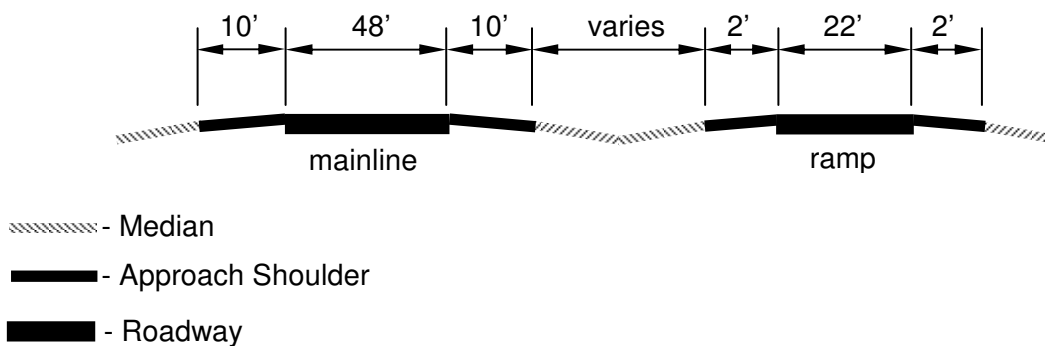 10’ 48’ 10’ varies 2’ 22’ 2’
mainline ramp
- Median
- Approach Shoulder
- Roadway